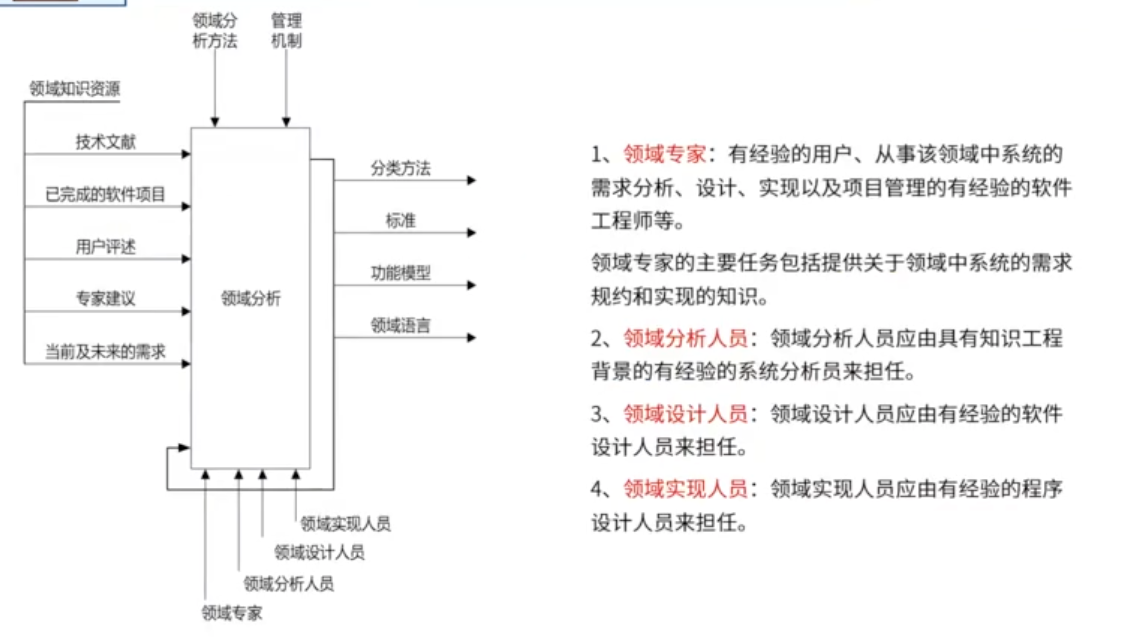 领域分
析方法
管理
机制
领域知识资源
技术文献
已完成的软件项目
用户评述
专家建议
当前及未来的需求
领域分析
分类方法
标准
功能模型
领域语言
领域实现人员
领域设计人员
领域分析人员
领域专家
1、领域专家：有经验的用户、从事该领域中系统的
需求分析、设计、实现以及项目管理的有经验的软件
工程师等。
领域专家的主要任务包括提供关于领域中系统的需求
规约和实现的知识。
2、领域分析人员：领域分析人员应由具有知识工程
背景的有经验的系统分析员来担任。
3、领域设计人员：领域设计人员应由有经验的软件
设计人员来担任。
4、领域实现人员：领域实现人员应由有经验的程序
设计人员来担任。